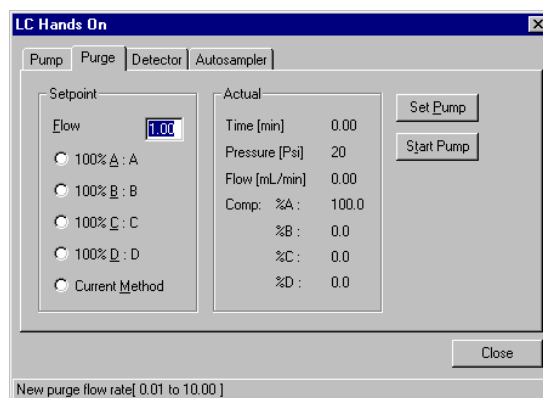 LC Hands On
Pump Purge Detector Autosampler
Setpoint
Flow 1.00
100% A : A
100% B : B
100% C : C
100% D : D
Current Method
Actual
Time [min] 0.00
Pressure [Psi] 20
Flow [mL/min] 0.00
Comp: %A : 100.0
%B : 0.0
%C : 0.0
%D : 0.0
Set Pump
Start Pump
Close
New purge flow rate[ 0.01 to 10.00 ]